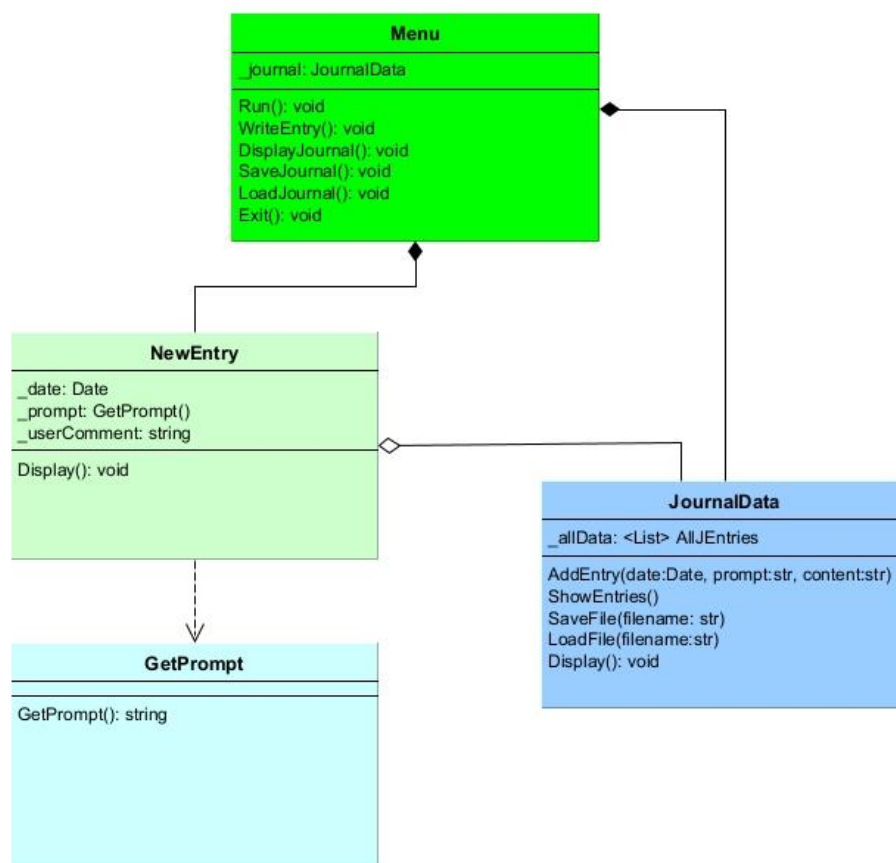 Menu
_journal: JournalData
Run(): void
WriteEntry(): void
DisplayJournal(): void
SaveJournal(): void
LoadJournal(): void
Exit(): void
NewEntry
_date: Date
_prompt: GetPrompt()
_userComment: string
Display(): void
JournalData
_allData: <List> AllJEntries
AddEntry(date:Date, prompt:str, content:str)
ShowEntries()
SaveFile(filename: str)
LoadFile(filename:str)
Display(): void
GetPrompt
GetPrompt(): string